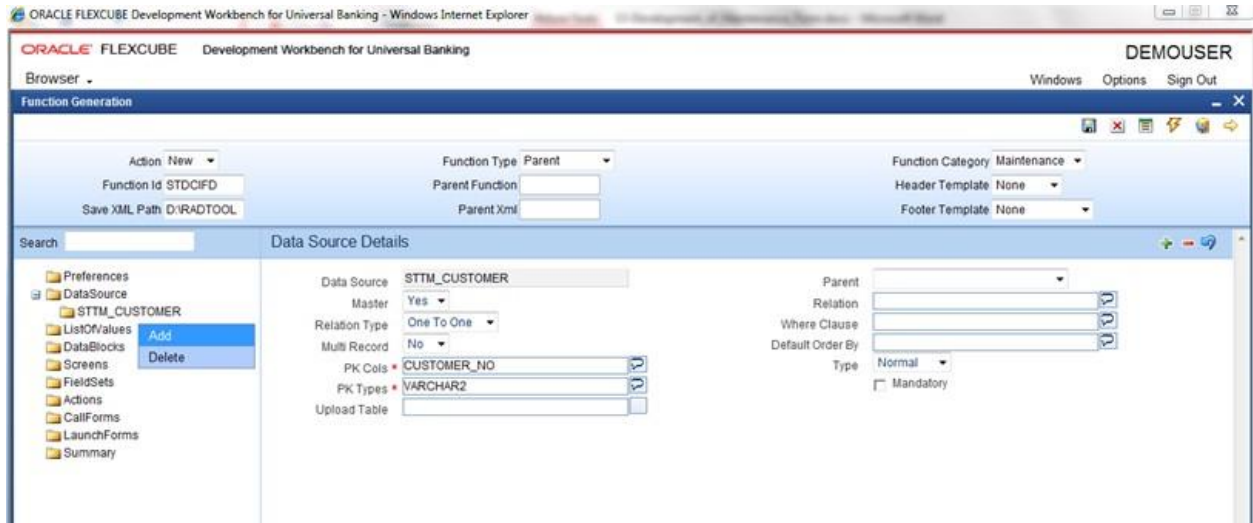 ORACLE FLEXCUBE Development Workbench for Universal Banking - Windows Internet Explorer
ORACLE FLEXCUBE Development Workbench for Universal Banking
DEMOUSER
Browser
Windows Options Sign Out
Function Generation
Action New Function Type Parent Function Category Maintenance
Function Id STDCIFD Parent Function Header Template None
Save XML Path D:\RADTOOL Parent Xml Footer Template None
Search Data Source Details
Preferences
DataSource
STTM_CUSTOMER
ListOfValues
DataBlocks
Screens
FieldSets
Actions
CallForms
LaunchForms
Summary
Add
Delete
Data Source STTM_CUSTOMER
Master Yes
Relation Type One To One
Multi Record No
PK Cols * CUSTOMER_NO
PK Types * VARCHAR2
Upload Table
Parent
Relation
Where Clause
Default Order By
Type Normal
Mandatory